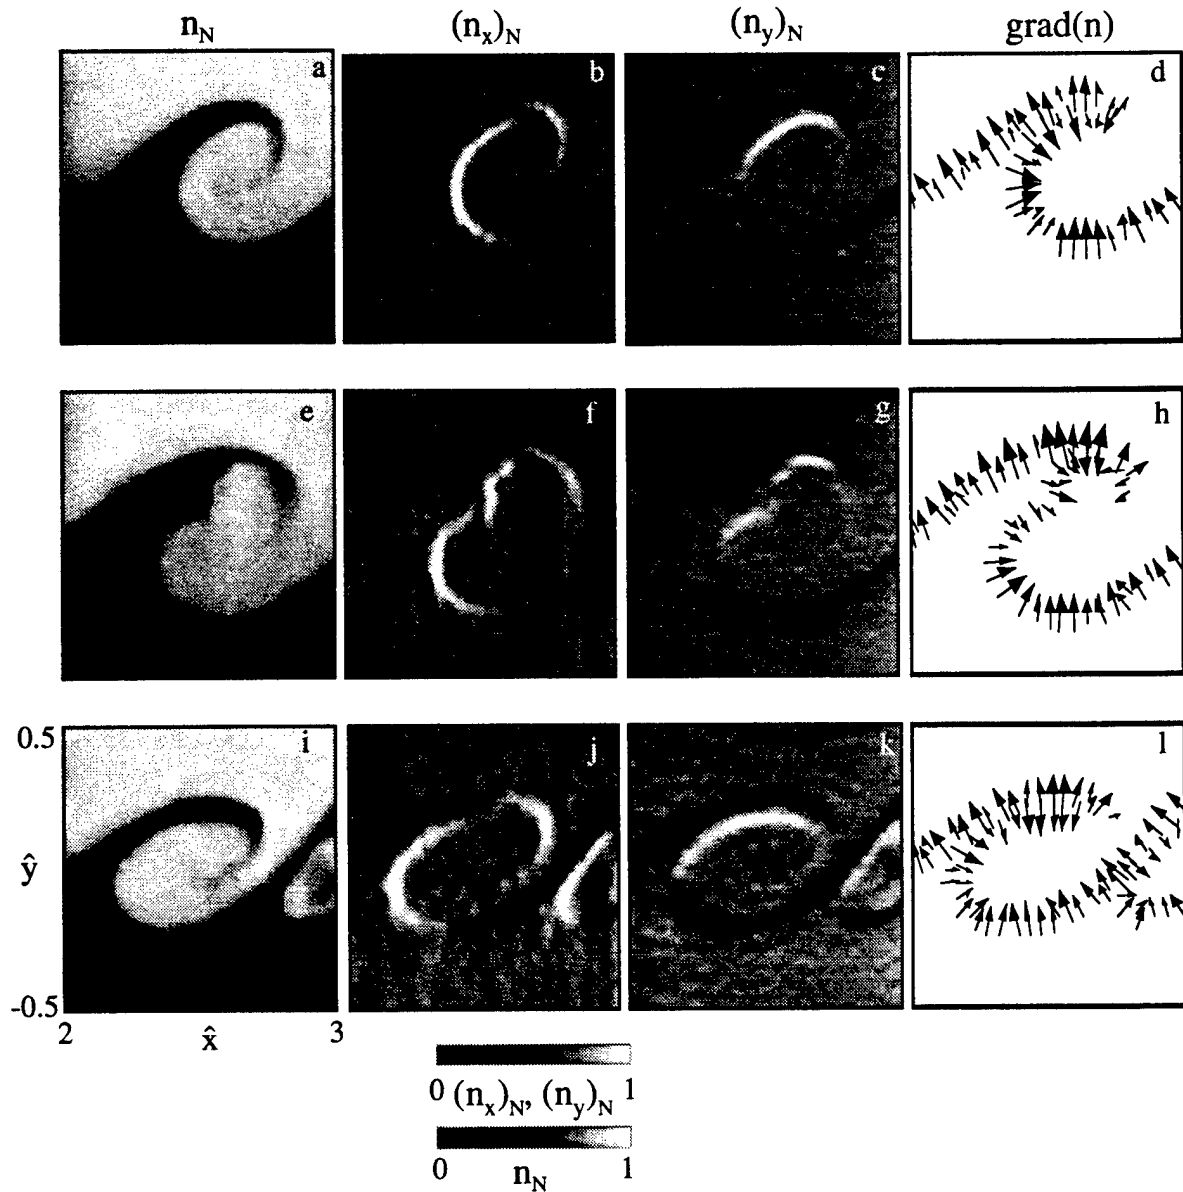 n_N (n_x)_N (n_y)_N grad(n)
a b c d
e f g h
0.5 i j k l
ŷ
-0.5
2 x̂ 3
0 (n_x)_N, (n_y)_N 1
0 n_N 1